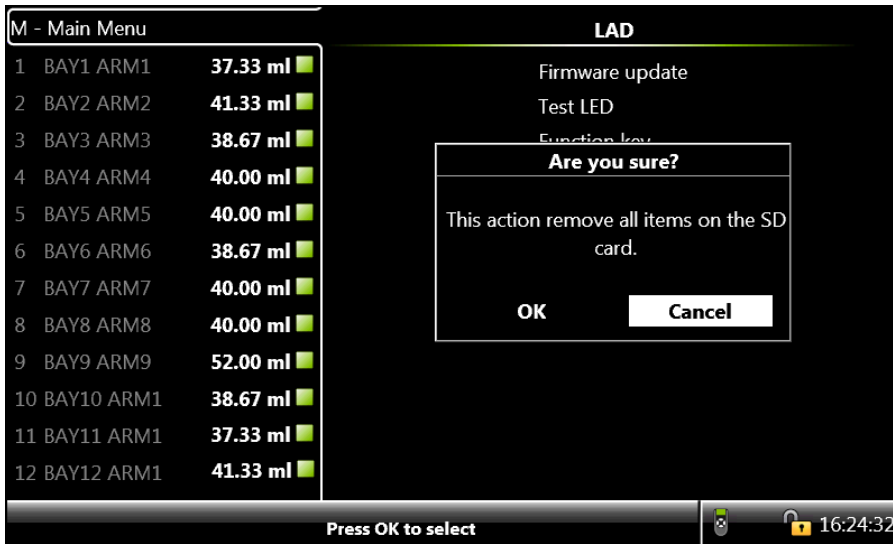 M - Main Menu
1 BAY1 ARM1 37.33 ml
2 BAY2 ARM2 41.33 ml
3 BAY3 ARM3 38.67 ml
4 BAY4 ARM4 40.00 ml
5 BAY5 ARM5 40.00 ml
6 BAY6 ARM6 38.67 ml
7 BAY7 ARM7 40.00 ml
8 BAY8 ARM8 40.00 ml
9 BAY9 ARM9 52.00 ml
10 BAY10 ARM1 38.67 ml
11 BAY11 ARM1 37.33 ml
12 BAY12 ARM1 41.33 ml
LAD
Firmware update
Test LED
Function key
Are you sure?
This action remove all items on the SD
card.
OK Cancel
Press OK to select
16:24:32